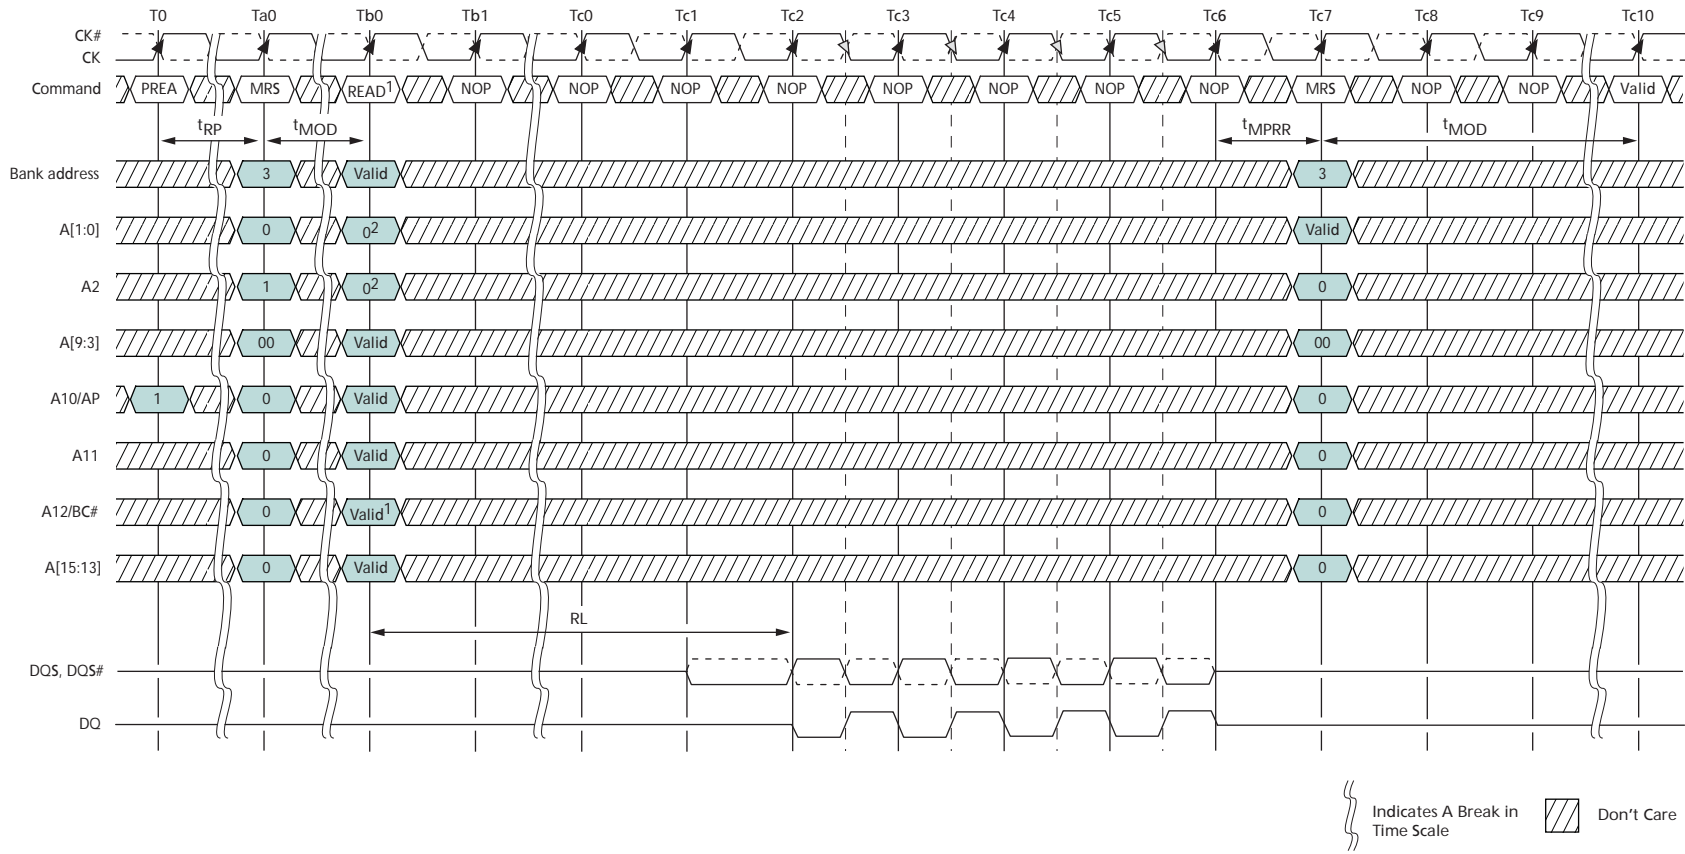 T0 Ta0 Tb0 Tb1 Tc0 Tc1 Tc2 Tc3 Tc4 Tc5 Tc6 Tc7 Tc8 Tc9 Tc10
CK#
CK
Command PREA MRS READ1 NOP NOP NOP NOP NOP NOP NOP NOP MRS NOP NOP Valid
tRP tMOD tMPRR tMOD
Bank address 3 Valid 3
A[1:0] 0 02 Valid
A2 1 02 0
A[9:3] 00 Valid 00
A10/AP 1 0 Valid 0
A11 0 Valid 0
A12/BC# 0 Valid1 0
A[15:13] 0 Valid 0
RL
DQS, DQS#
DQ
Indicates A Break in
Time Scale
Don't Care